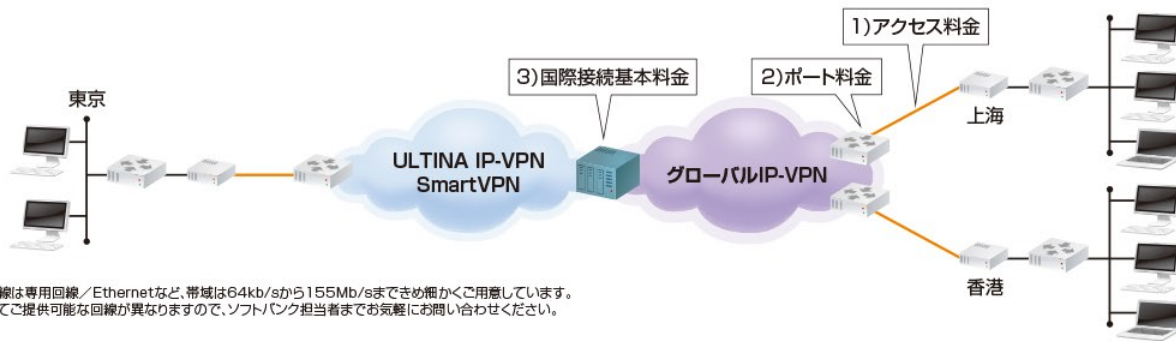 1)アクセス料金
3)国際接続基本料金
2)ポート料金
東京
上海
ULTINA IP-VPN
SmartVPN
グローバルIP-VPN
香港
線は専用回線／Ethernetなど、帯域は64kb/sから155Mb/sまできめ細かくご用意しています。
てご提供可能な回線が異なりますので、ソフトバンク担当者までお気軽にお問い合わせください。